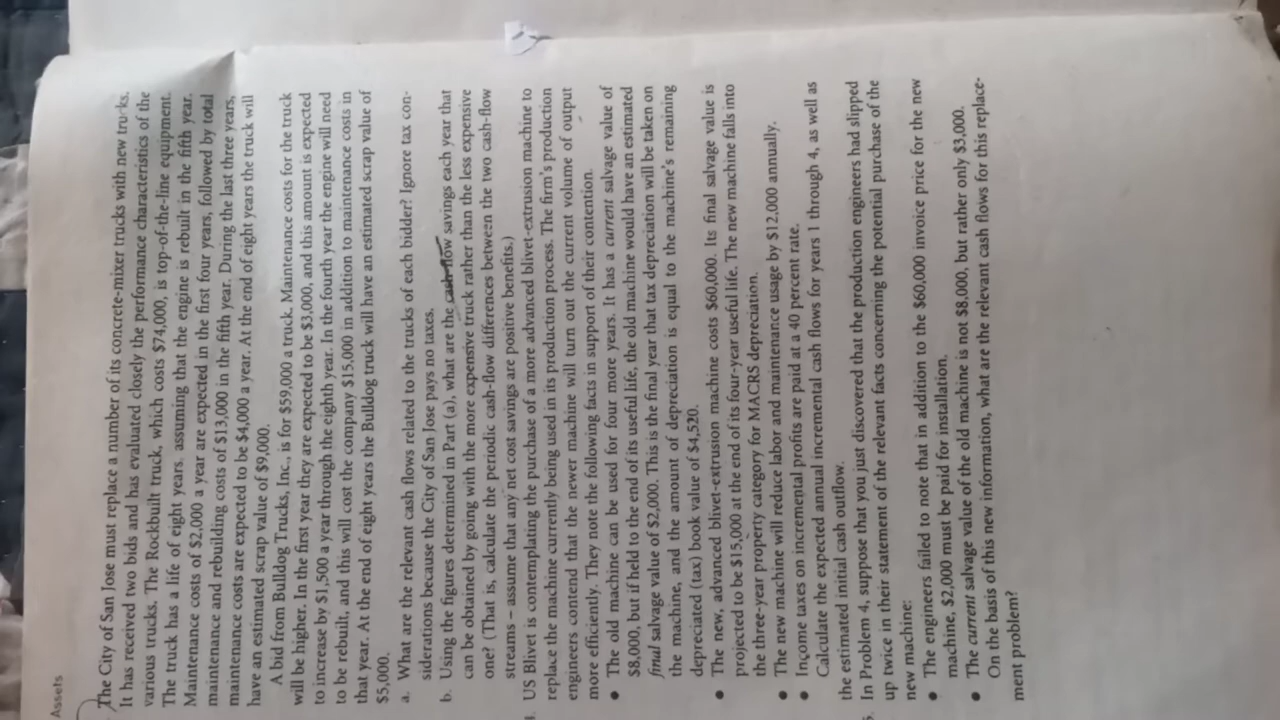 Assets
The City of San Jose must replace a number of its concrete-mixer trucks with new trucks.
It has received two bids and has evaluated closely the performance characteristics of the
various trucks. The Rockbuilt truck, which costs $74,000, is top-of-the-line equipment.
The truck has a life of eight years, assuming that the engine is rebuilt in the fifth year.
Maintenance costs of $2,000 a year are expected in the first four years, followed by total
maintenance and rebuilding costs of $13,000 in the fifth year. During the last three years,
maintenance costs are expected to be $4,000 a year. At the end of eight years the truck will
have an estimated scrap value of $9,000.
A bid from Bulldog Trucks, Inc., is for $59,000 a truck. Maintenance costs for the truck
will be higher. In the first year they are expected to be $3,000, and this amount is expected
to increase by $1,500 a year through the eighth year. In the fourth year the engine will need
to be rebuilt, and this will cost the company $15,000 in addition to maintenance costs in
that year. At the end of eight years the Bulldog truck will have an estimated scrap value of
$5,000.
a. What are the relevant cash flows related to the trucks of each bidder? Ignore tax con-
siderations because the City of San Jose pays no taxes.
b. Using the figures determined in Part (a), what are the cash-flow savings each year that
can be obtained by going with the more expensive truck rather than the less expensive
one? (That is, calculate the periodic cash-flow differences between the two cash-flow
streams – assume that any net cost savings are positive benefits.)
US Blivet is contemplating the purchase of a more advanced blivet-extrusion machine to
replace the machine currently being used in its production process. The firm's production
engineers contend that the newer machine will turn out the current volume of output
more efficiently. They note the following facts in support of their contention.
• The old machine can be used for four more years. It has a current salvage value of
$8,000, but if held to the end of its useful life, the old machine would have an estimated
final salvage value of $2,000. This is the final year that tax depreciation will be taken on
the machine, and the amount of depreciation is equal to the machine's remaining
depreciated (tax) book value of $4,520.
• The new, advanced blivet-extrusion machine costs $60,000. Its final salvage value is
projected to be $15,000 at the end of its four-year useful life. The new machine falls into
the three-year property category for MACRS depreciation.
• The new machine will reduce labor and maintenance usage by $12,000 annually.
• Income taxes on incremental profits are paid at a 40 percent rate.
Calculate the expected annual incremental cash flows for years 1 through 4, as well as
the estimated initial cash outflow.
5. In Problem 4, suppose that you just discovered that the production engineers had slipped
up twice in their statement of the relevant facts concerning the potential purchase of the
new machine:
• The engineers failed to note that in addition to the $60,000 invoice price for the new
machine, $2,000 must be paid for installation.
• The current salvage value of the old machine is not $8,000, but rather only $3,000.
On the basis of this new information, what are the relevant cash flows for this replace-
ment problem?